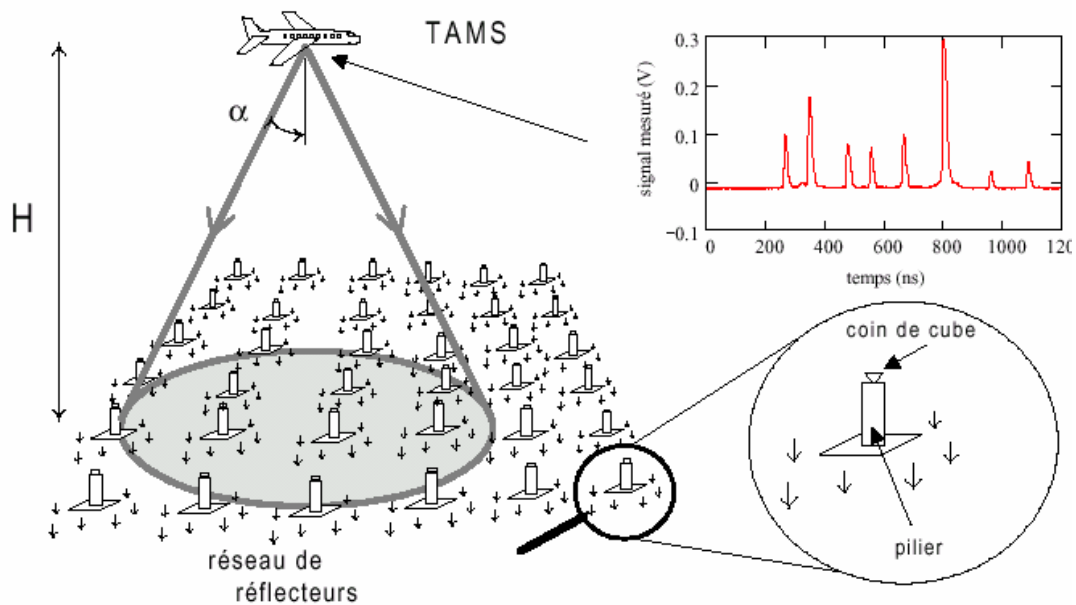 TAMS
α
H
signal mesuré (V)
0.3
0.2
0.1
0
−0.1
0
200
400
600
800
1000
120
temps (ns)
coin de cube
pilier
réseau de
réflecteurs